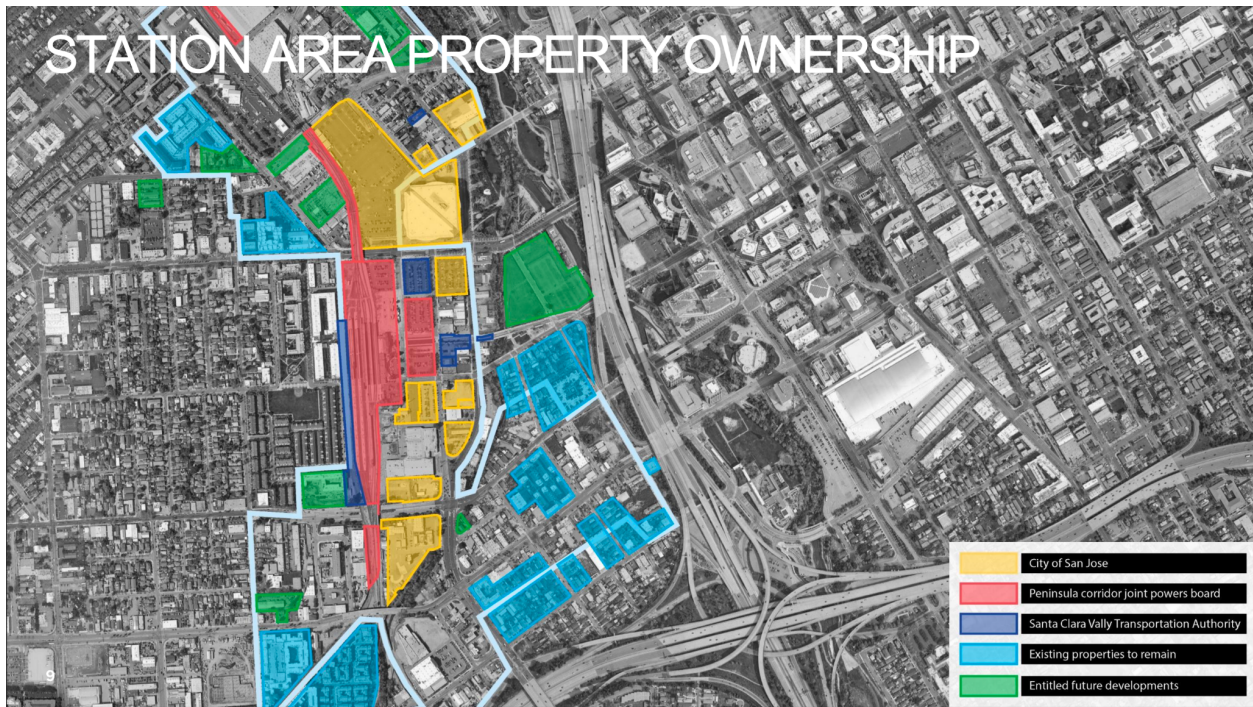 STATION AREA PROPERTY OWNERSHIP
City of San Jose
Peninsula corridor joint powers board
Santa Clara Vally Transportation Authority
Existing properties to remain
Entitled future developments
9